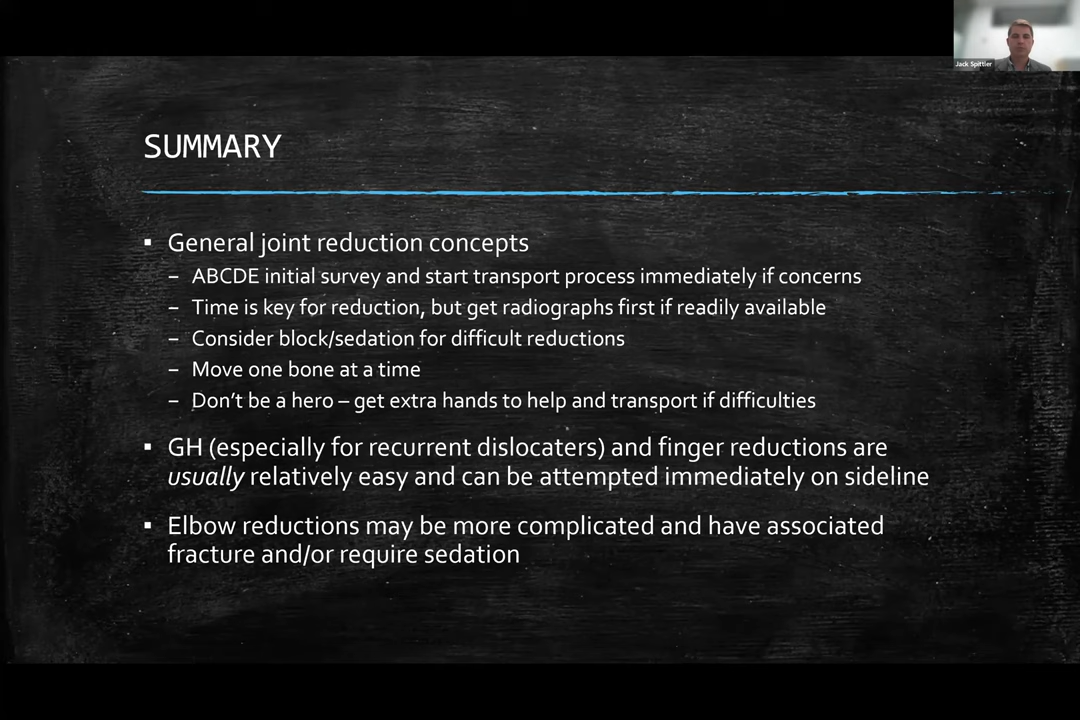 Jack Spittler
SUMMARY
▪ General joint reduction concepts
– ABCDE initial survey and start transport process immediately if concerns
– Time is key for reduction, but get radiographs first if readily available
– Consider block/sedation for difficult reductions
– Move one bone at a time
– Don’t be a hero – get extra hands to help and transport if difficulties
▪ GH (especially for recurrent dislocaters) and finger reductions are
usually relatively easy and can be attempted immediately on sideline
▪ Elbow reductions may be more complicated and have associated
fracture and/or require sedation